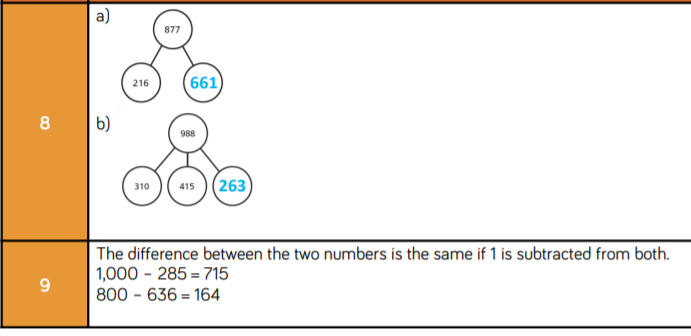 a)
877
216 661
8
b)
988
310 415 263
The difference between the two numbers is the same if 1 is subtracted from both.
1,000 – 285 = 715
9
800 – 636 = 164